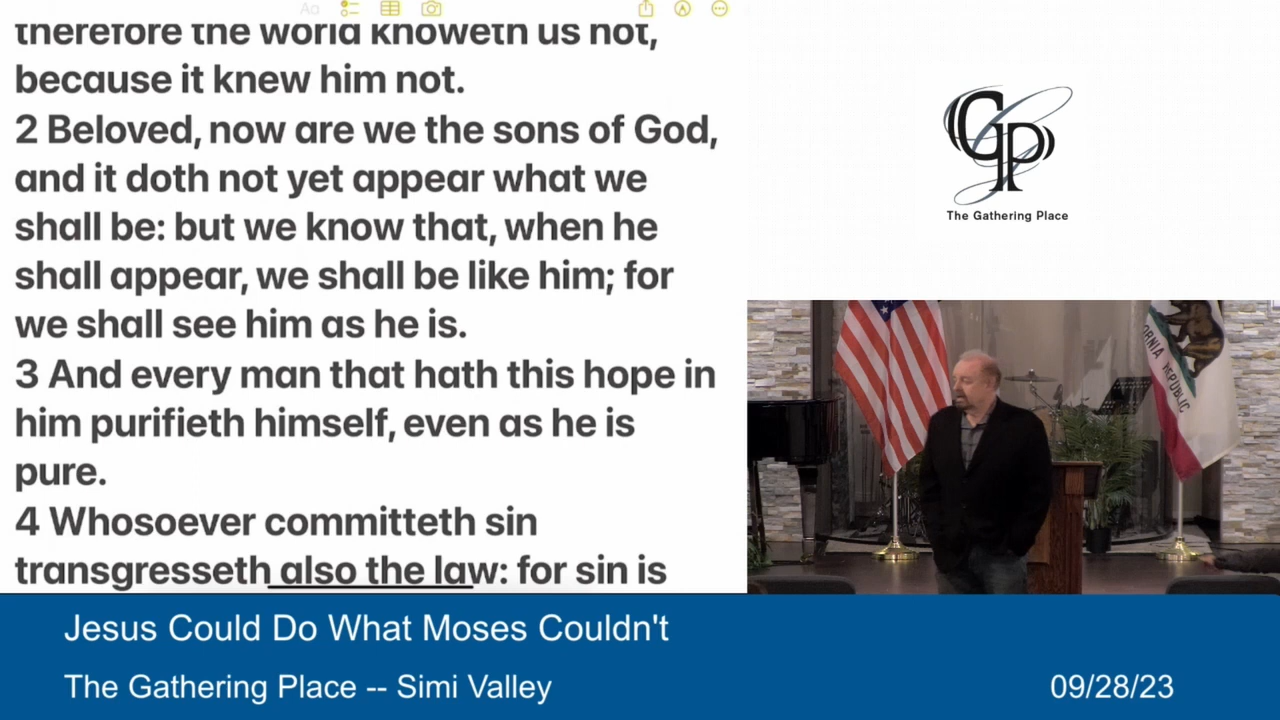 Aa
therefore the world knoweth us not,
because it knew him not.
2 Beloved, now are we the sons of God,
and it doth not yet appear what we
shall be: but we know that, when he
shall appear, we shall be like him; for
we shall see him as he is.
3 And every man that hath this hope in
him purifieth himself, even as he is
pure.
4 Whosoever committeth sin
transgresseth also the law: for sin is
GP
The Gathering Place
ORNIA REPUBLIC
Jesus Could Do What Moses Couldn't
The Gathering Place -- Simi Valley
09/28/23